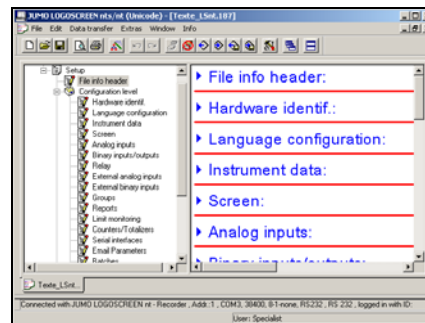 JUMO LOGOSCREEN nts/nt (Unicode) - [Texte_LSnt.187]
File Edit Data transfer Extras Window Info
Setup
File info header
Configuration level
Hardware identif.
Language configuration
Instrument data
Screen
Analog inputs
Binary inputs/outputs
Relay
External analog inputs
External binary inputs
Groups
Reports
Limit monitoring
Counters/Totalizers
Serial interfaces
Email Parameters
Batches
File info header:
Hardware identif.:
Language configuration:
Instrument data:
Screen:
Analog inputs:
Binary inputs/outputs:
Texte_LSnt...
Connected with JUMO LOGOSCREEN nt - Recorder, Addr.:1, COM3, 38400, 8-1-none, RS232, RS 232, logged in with ID:
User: Specialist